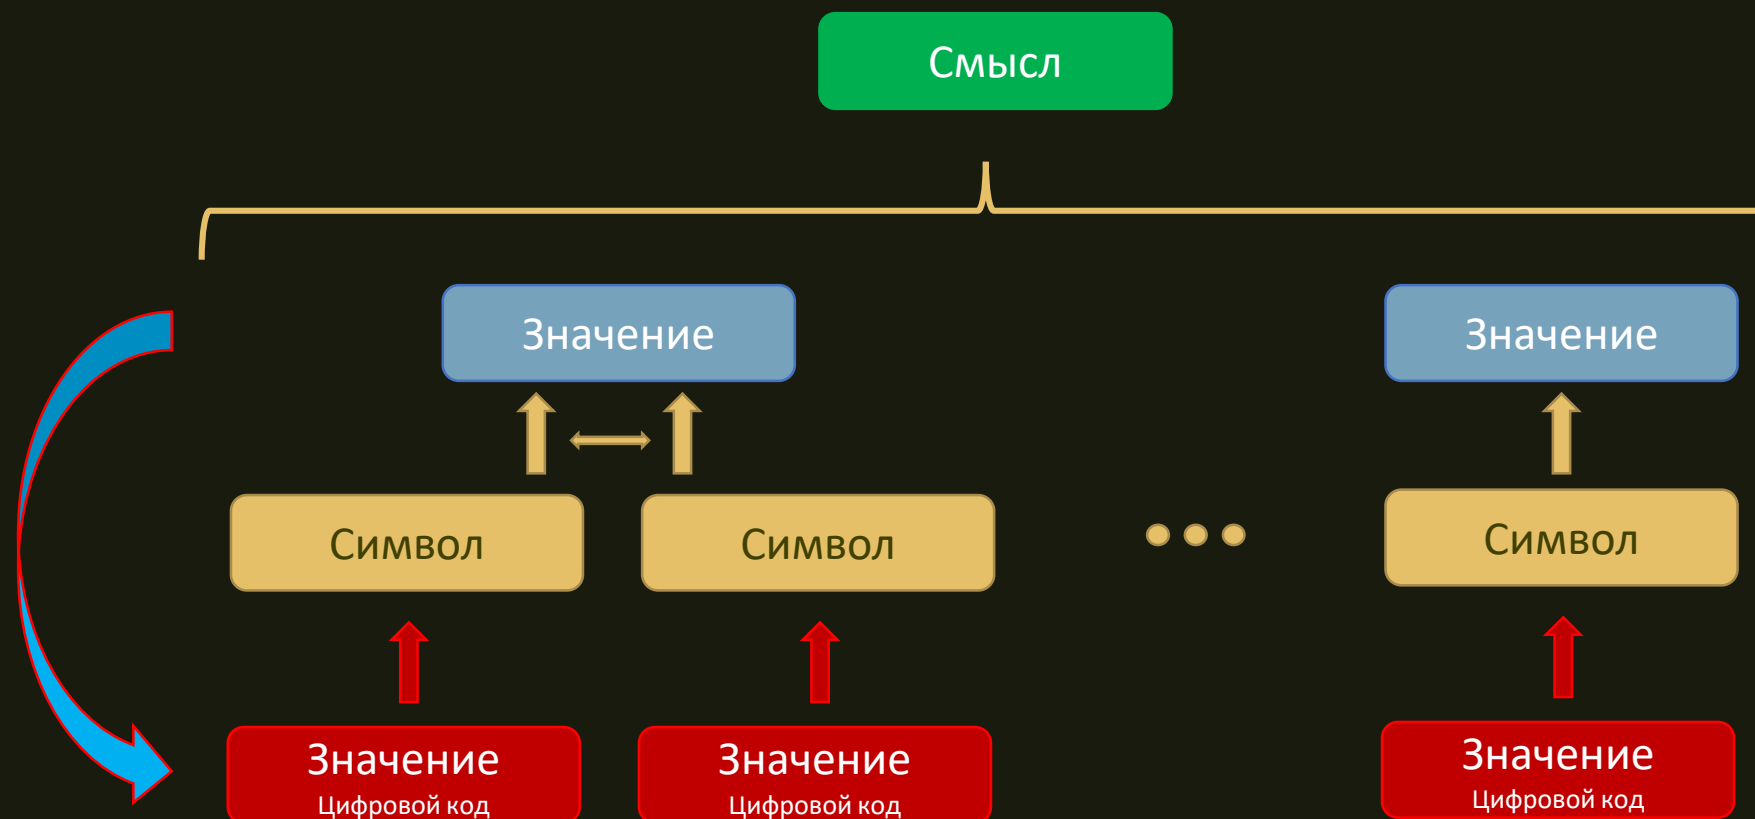 Смысл
Значение
Значение
Символ
Символ
Символ
Значение
Цифровой код
Значение
Цифровой код
Значение
Цифровой код